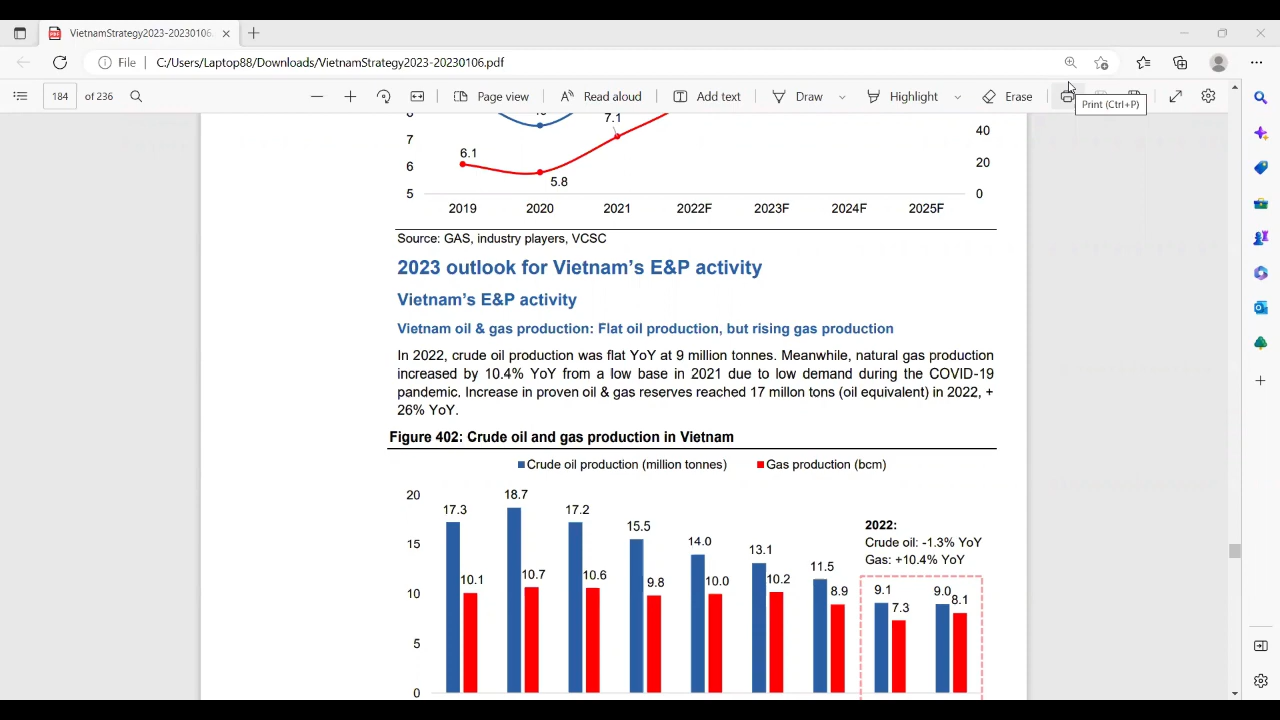 VietnamStrategy2023-20230106.
File
C:/Users/Laptop88/Downloads/VietnamStrategy2023-20230106.pdf
184 of 236
Page view
Read aloud
Add text
Draw
Highlight
Erase
Print (Ctrl+P)
7.1
40
7
6.1
6
20
5.8
5
0
2019 2020 2021 2022F 2023F 2024F 2025F
Source: GAS, industry players, VCSC
2023 outlook for Vietnam’s E&P activity
Vietnam’s E&P activity
Vietnam oil & gas production: Flat oil production, but rising gas production
In 2022, crude oil production was flat YoY at 9 million tonnes. Meanwhile, natural gas production
increased by 10.4% YoY from a low base in 2021 due to low demand during the COVID-19
pandemic. Increase in proven oil & gas reserves reached 17 millon tons (oil equivalent) in 2022, +
26% YoY.
Figure 402: Crude oil and gas production in Vietnam
Crude oil production (million tonnes) Gas production (bcm)
20
18.7
17.3 17.2
15.5
2022:
15
14.0
Crude oil: -1.3% YoY
13.1
Gas: +10.4% YoY
11.5
10
10.1 10.7 10.6 9.8 10.0 10.2 8.9
9.1 7.3 9.0 8.1
5
0